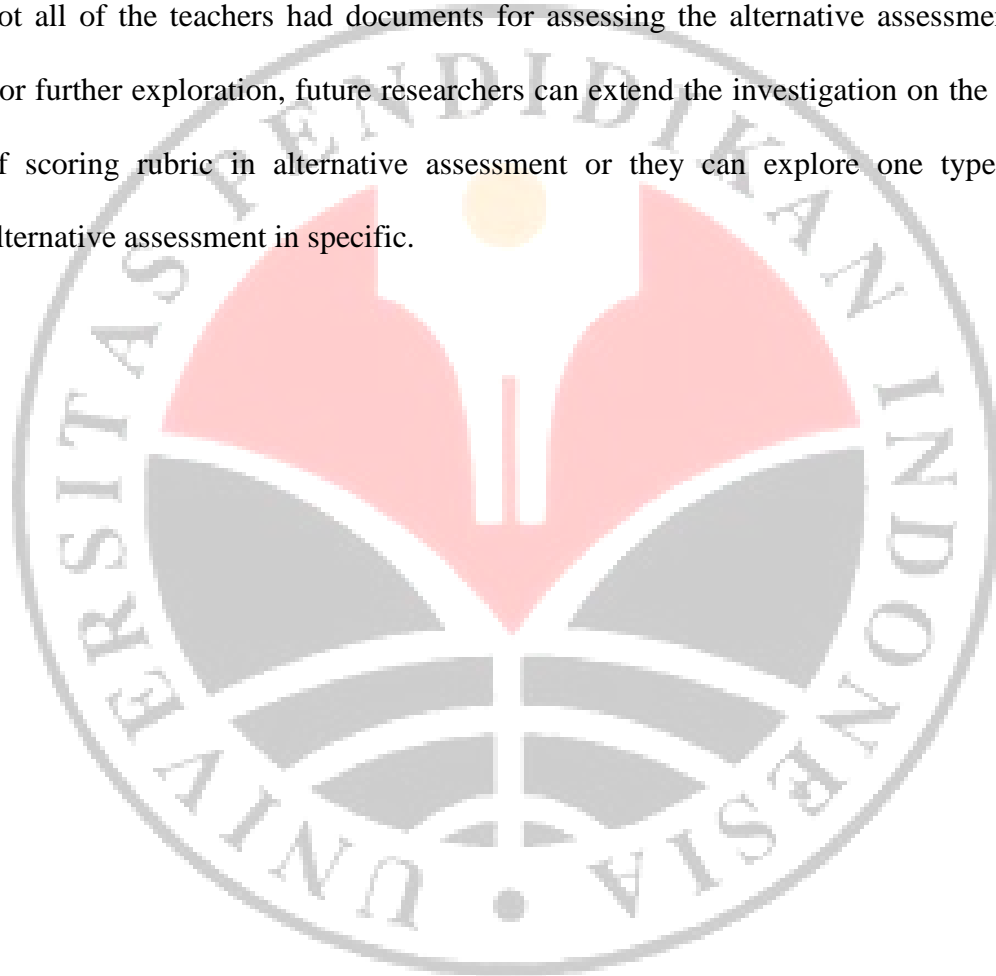 ot all of the teachers had documents for assessing the alternative assessmen
or further exploration, future researchers can extend the investigation on the
f scoring rubric in alternative assessment or they can explore one type
lternative assessment in specific.
UNIVERSITAS PENDIDIKAN INDONESIA